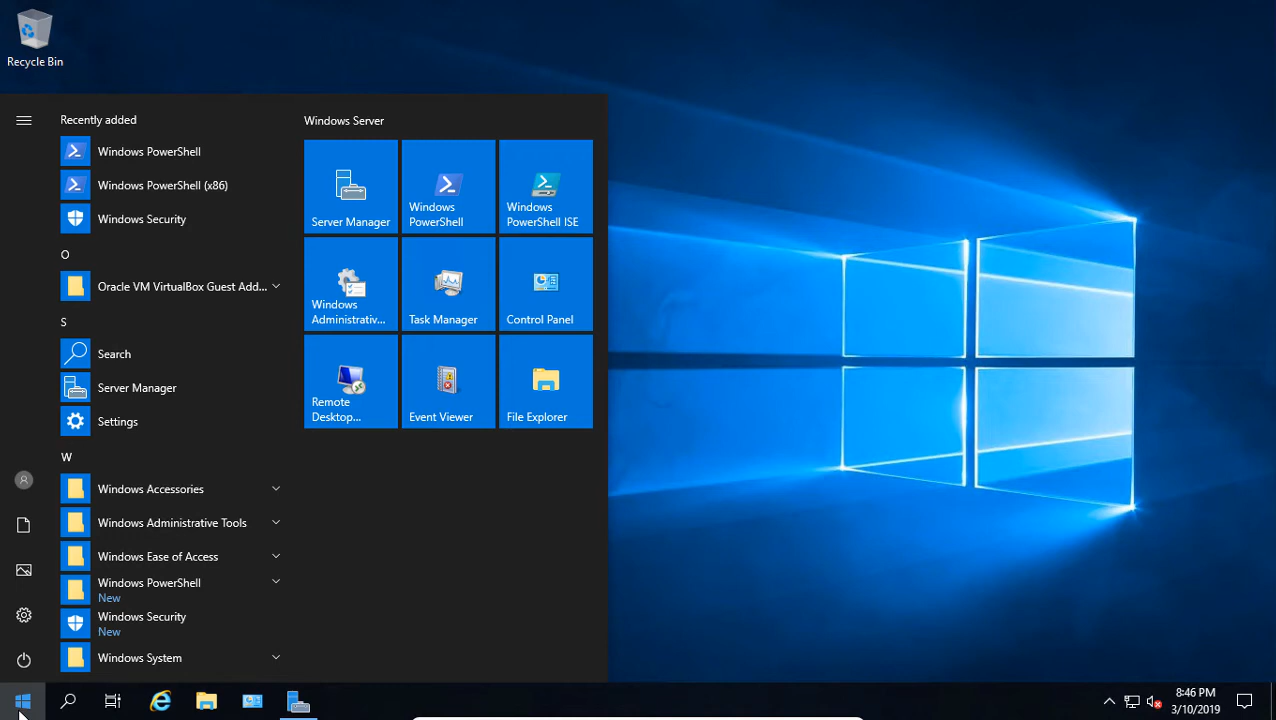 Recycle Bin
Recently added
Windows PowerShell
Windows PowerShell (x86)
Windows Security
O
Oracle VM VirtualBox Guest Add...
S
Search
Server Manager
Settings
W
Windows Accessories
Windows Administrative Tools
Windows Ease of Access
Windows PowerShell
New
Windows Security
New
Windows System
Windows Server
Server Manager
Windows
PowerShell
Windows
PowerShell ISE
Windows
Administrativ...
Task Manager
Control Panel
Remote
Desktop...
Event Viewer
File Explorer
8:46 PM
3/10/2019